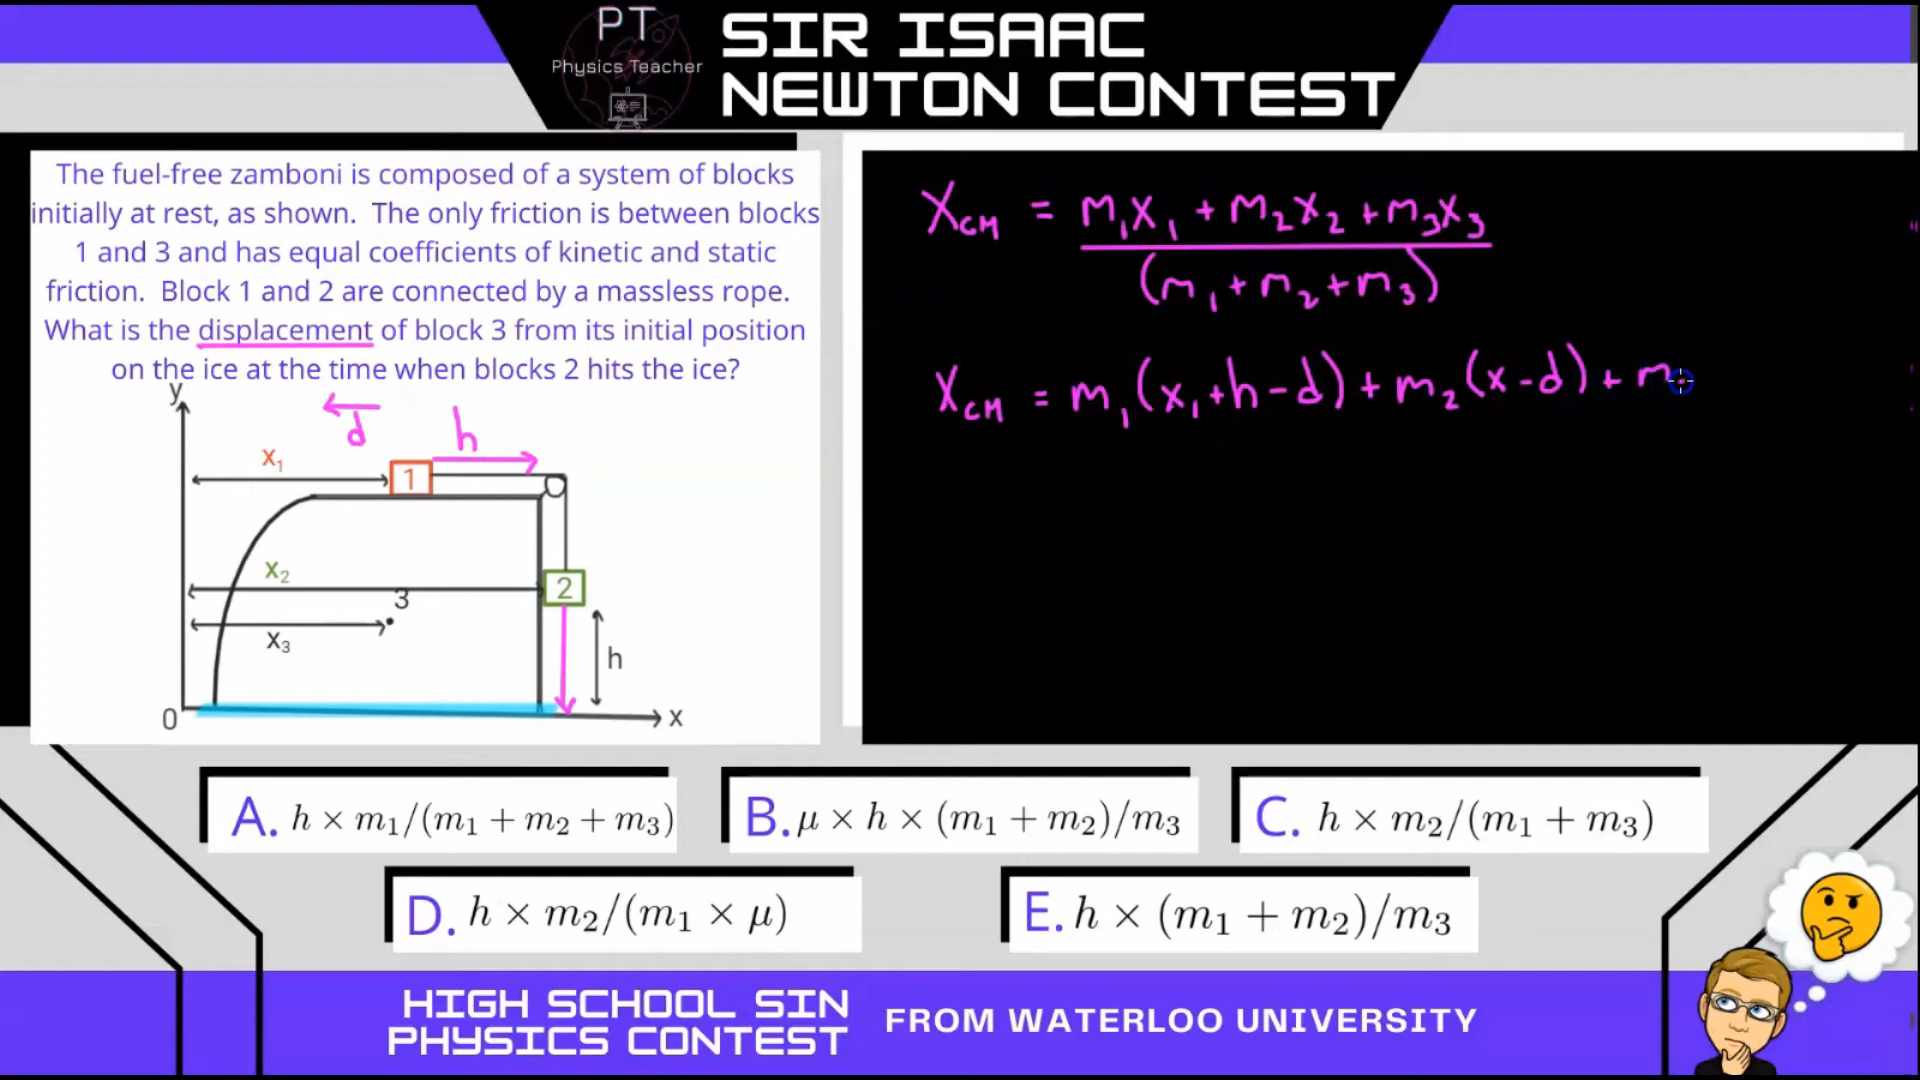 PT
Physics Teacher
SIR ISAAC
NEWTON CONTEST
The fuel-free zamboni is composed of a system of blocks
initially at rest, as shown. The only friction is between blocks
1 and 3 and has equal coefficients of kinetic and static
friction. Block 1 and 2 are connected by a massless rope.
What is the displacement of block 3 from its initial position
on the ice at the time when blocks 2 hits the ice?
y
d
h
x₁
1
x₂
2
3
x₃
h
0
x
X_CM = m₁x₁ + m₂x₂ + m₃x₃
(m₁ + m₂ + m₃)
X_CM = m₁(x₁ + h - d) + m₂(x - d) + m
A. h × m₁/(m₁ + m₂ + m₃)
B. μ × h × (m₁ + m₂)/m₃
C. h × m₂/(m₁ + m₃)
D. h × m₂/(m₁ × μ)
E. h × (m₁ + m₂)/m₃
HIGH SCHOOL SIN
PHYSICS CONTEST
FROM WATERLOO UNIVERSITY